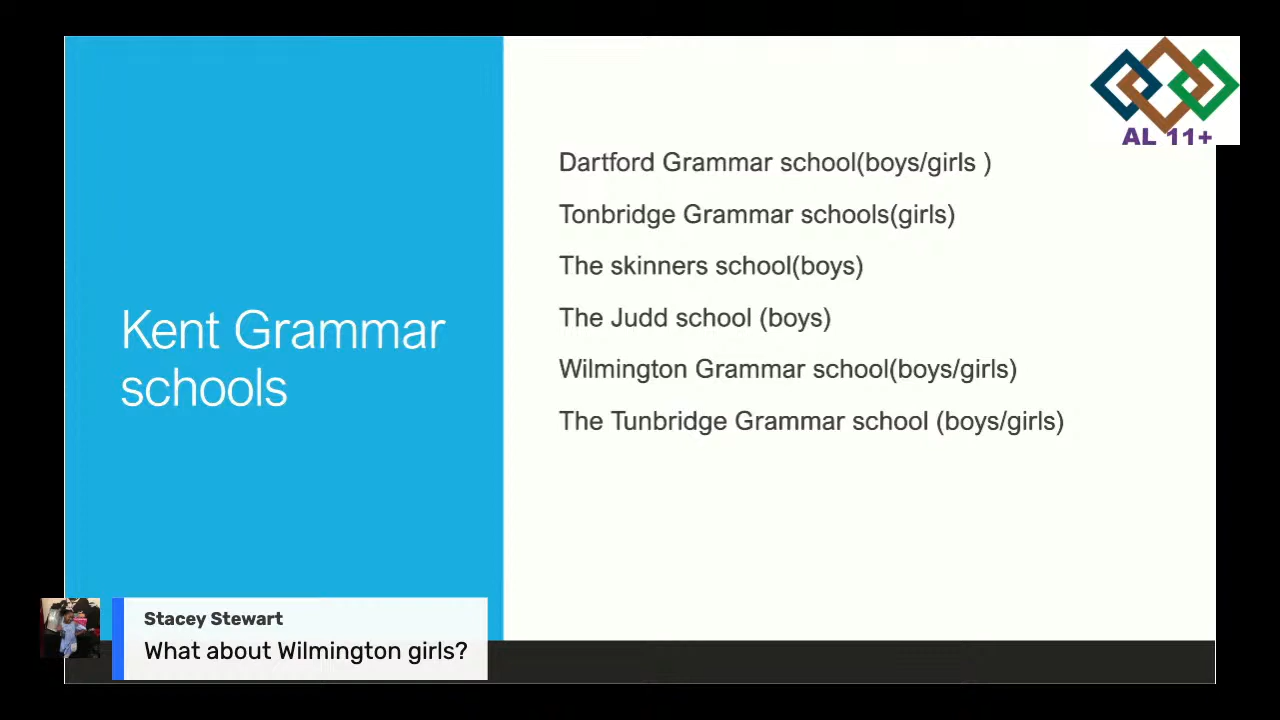 AL 11+
Dartford Grammar school(boys/girls )
Tonbridge Grammar schools(girls)
The skinners school(boys)
The Judd school (boys)
Wilmington Grammar school(boys/girls)
The Tunbridge Grammar school (boys/girls)
Kent Grammar
schools
Stacey Stewart
What about Wilmington girls?